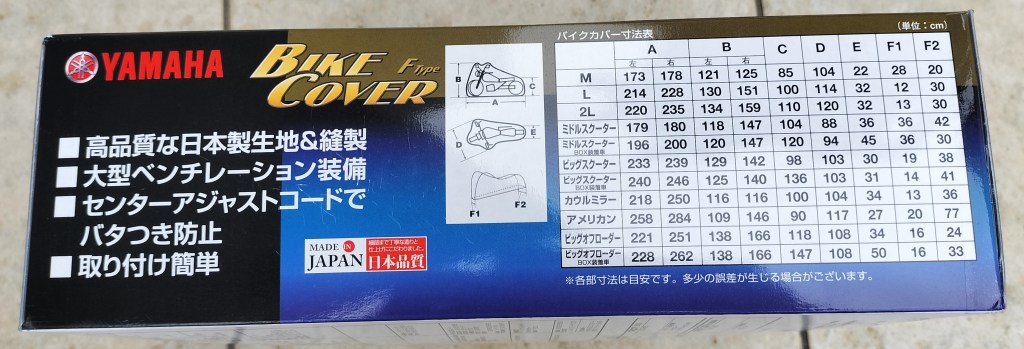 YAMAHA
BIKE COVER F Type
■ 高品質な日本製生地&縫製
■ 大型ベンチレーション装備
■ センターアジャストコードで
バタつき防止
■ 取り付け簡単
MADE IN JAPAN
日本品質
B
C
A
E
D
F1 F2
バイクカバー寸法表 (単位:cm)
A B C D E F1 F2
左 右 左 右
M 173 178 121 125 85 104 22 28 20
L 214 228 130 151 100 114 32 12 30
2L 220 235 134 159 110 120 32 13 30
ミドルスクーター 179 180 118 147 104 88 36 36 42
ミドルスクーター BOX装着車 196 200 120 147 120 94 45 36 30
ビッグスクーター 233 239 129 142 98 103 30 19 38
ビッグスクーター BOX装着車 240 246 125 140 136 103 31 14 41
カウルミラー 218 250 116 116 100 104 34 13 36
アメリカン 258 284 109 146 90 117 27 20 77
ビッグオフローダー 221 251 138 166 118 108 34 16 24
ビッグオフローダー BOX装着車 228 262 138 166 147 108 50 16 33
※各部寸法は目安です。多少の誤差が生じる場合がございます。